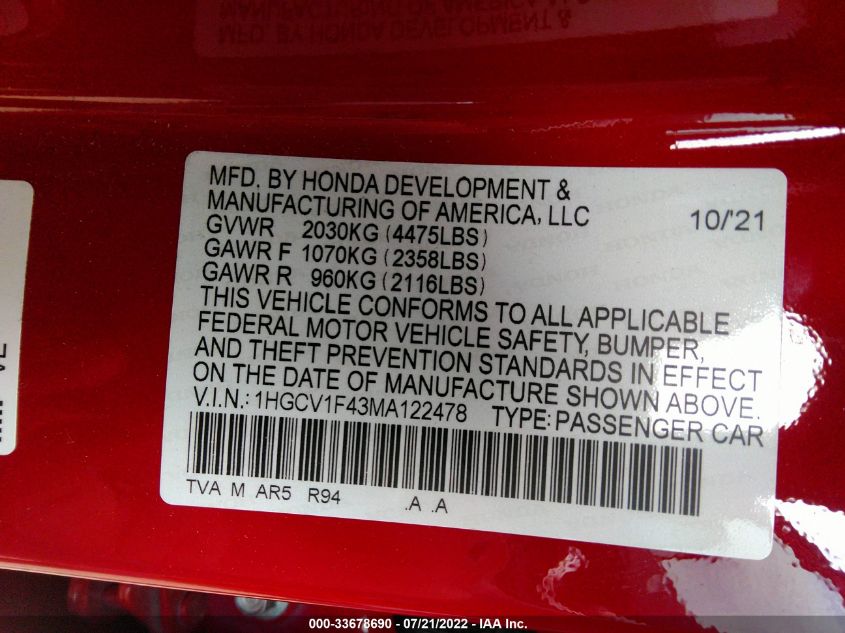 MFD. BY HONDA DEVELOPMENT &
MANUFACTURING OF AMERICA, LLC 10/'21
GVWR 2030KG (4475LBS)
GAWR F 1070KG (2358LBS)
GAWR R 960KG (2116LBS)
THIS VEHICLE CONFORMS TO ALL APPLICABLE
FEDERAL MOTOR VEHICLE SAFETY, BUMPER,
AND THEFT PREVENTION STANDARDS IN EFFECT
ON THE DATE OF MANUFACTURE SHOWN ABOVE.
V.I.N.: 1HGCV1F43MA122478 TYPE: PASSENGER CAR
TVA M AR5 R94 .A .A
000-33678690 - 07/21/2022 - IAA Inc.